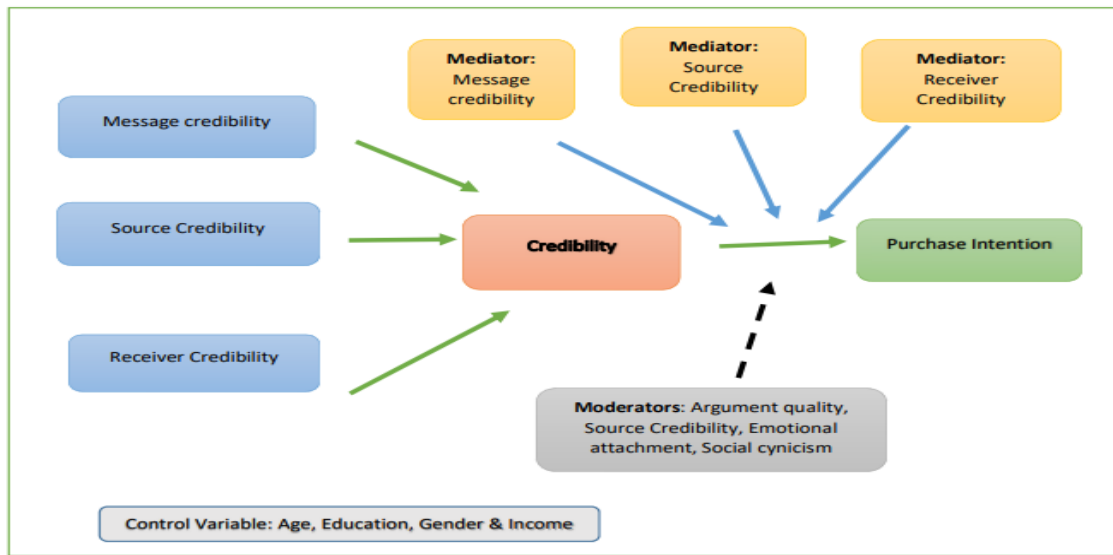 Mediator:
Message
credibility
Mediator:
Source
Credibility
Mediator:
Receiver
Credibility
Message credibility
Source Credibility
Receiver Credibility
Credibility
Purchase Intention
Moderators: Argument quality,
Source Credibility, Emotional
attachment, Social cynicism
Control Variable: Age, Education, Gender & Income